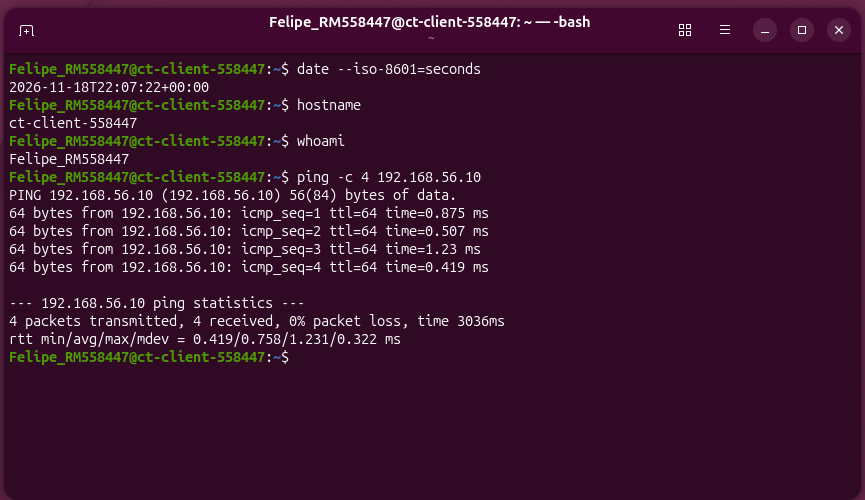 Felipe_RM558447@ct-client-558447: ~ — -bash
~
Felipe_RM558447@ct-client-558447:~$ date --iso-8601=seconds
2026-11-18T22:07:22+00:00
Felipe_RM558447@ct-client-558447:~$ hostname
ct-client-558447
Felipe_RM558447@ct-client-558447:~$ whoami
Felipe_RM558447
Felipe_RM558447@ct-client-558447:~$ ping -c 4 192.168.56.10
PING 192.168.56.10 (192.168.56.10) 56(84) bytes of data.
64 bytes from 192.168.56.10: icmp_seq=1 ttl=64 time=0.875 ms
64 bytes from 192.168.56.10: icmp_seq=2 ttl=64 time=0.507 ms
64 bytes from 192.168.56.10: icmp_seq=3 ttl=64 time=1.23 ms
64 bytes from 192.168.56.10: icmp_seq=4 ttl=64 time=0.419 ms

--- 192.168.56.10 ping statistics ---
4 packets transmitted, 4 received, 0% packet loss, time 3036ms
rtt min/avg/max/mdev = 0.419/0.758/1.231/0.322 ms
Felipe_RM558447@ct-client-558447:~$